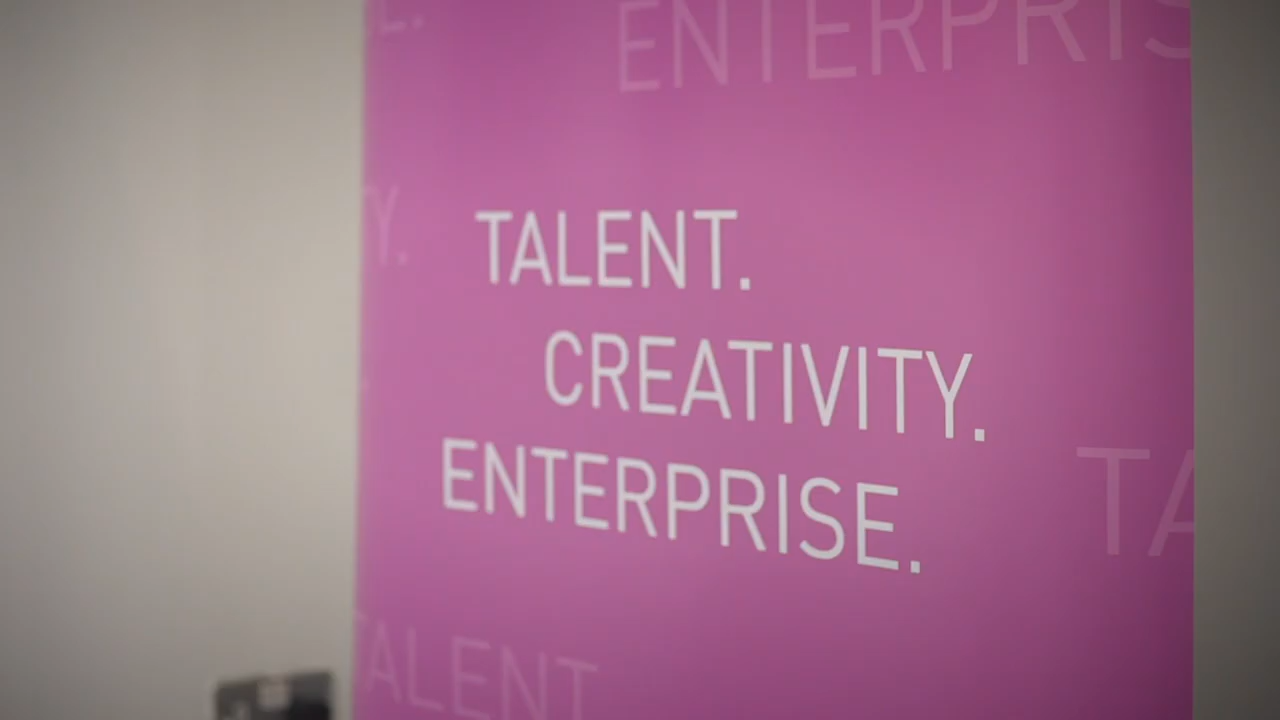 ENTERPRIS
TALENT.
CREATIVITY.
ENTERPRISE.
TA
TALENT